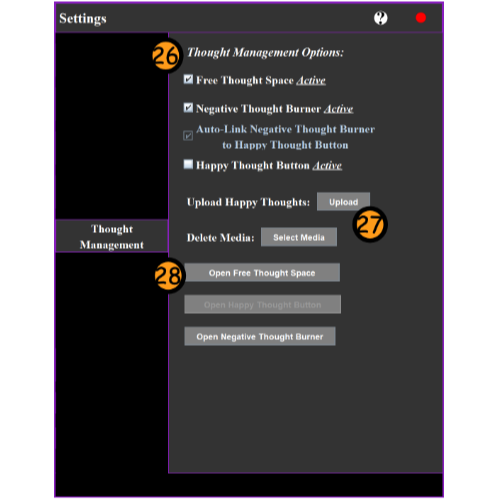 Settings ?
26 Thought Management Options:
Free Thought Space Active
Negative Thought Burner Active
Auto-Link Negative Thought Burner
to Happy Thought Button
Happy Thought Button Active
Upload Happy Thoughts: Upload
27
Delete Media: Select Media
Thought
Management
28 Open Free Thought Space
Open Happy Thought Button
Open Negative Thought Burner